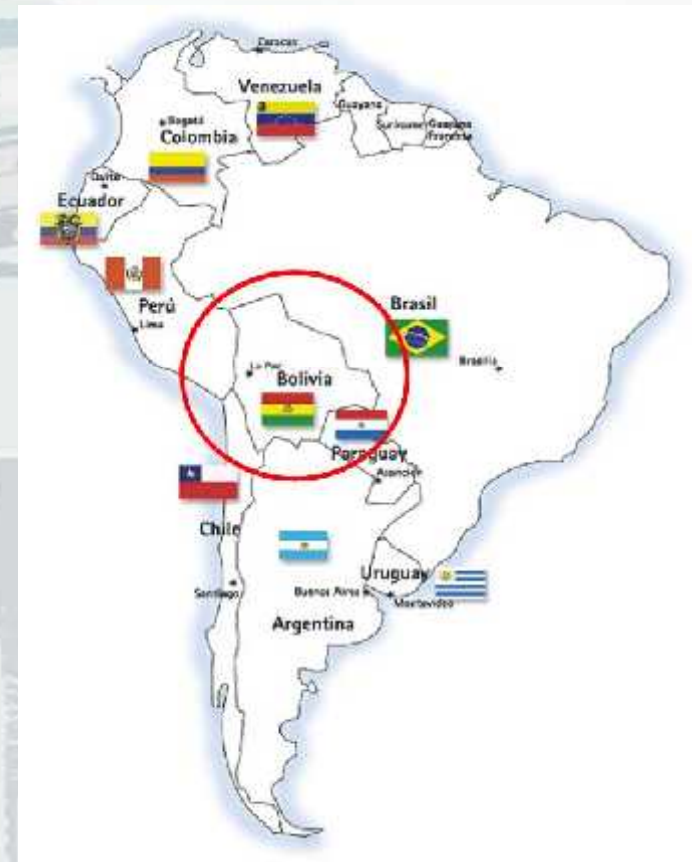 Caracas
Venezuela
Guayana
Surinam
Guayana
Francesa
Bogotá
Colombia
Quito
Ecuador
Perú
Lima
Brasil
Brasilia
La Paz
Bolivia
Paraguay
Asunción
Chile
Uruguay
Santiago
Buenos Aires
Montevideo
Argentina